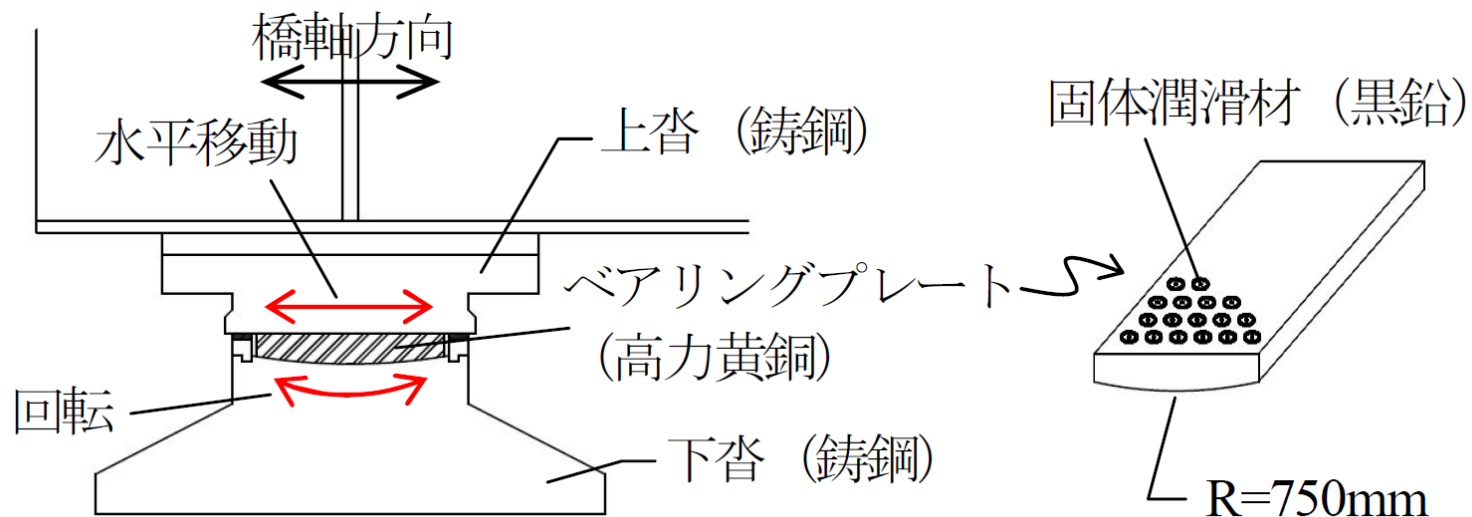 橋軸方向
水平移動
上沓（鋳鋼）
ベアリングプレート
（高力黄銅）
回転
下沓（鋳鋼）
固体潤滑材（黒鉛）
R=750mm